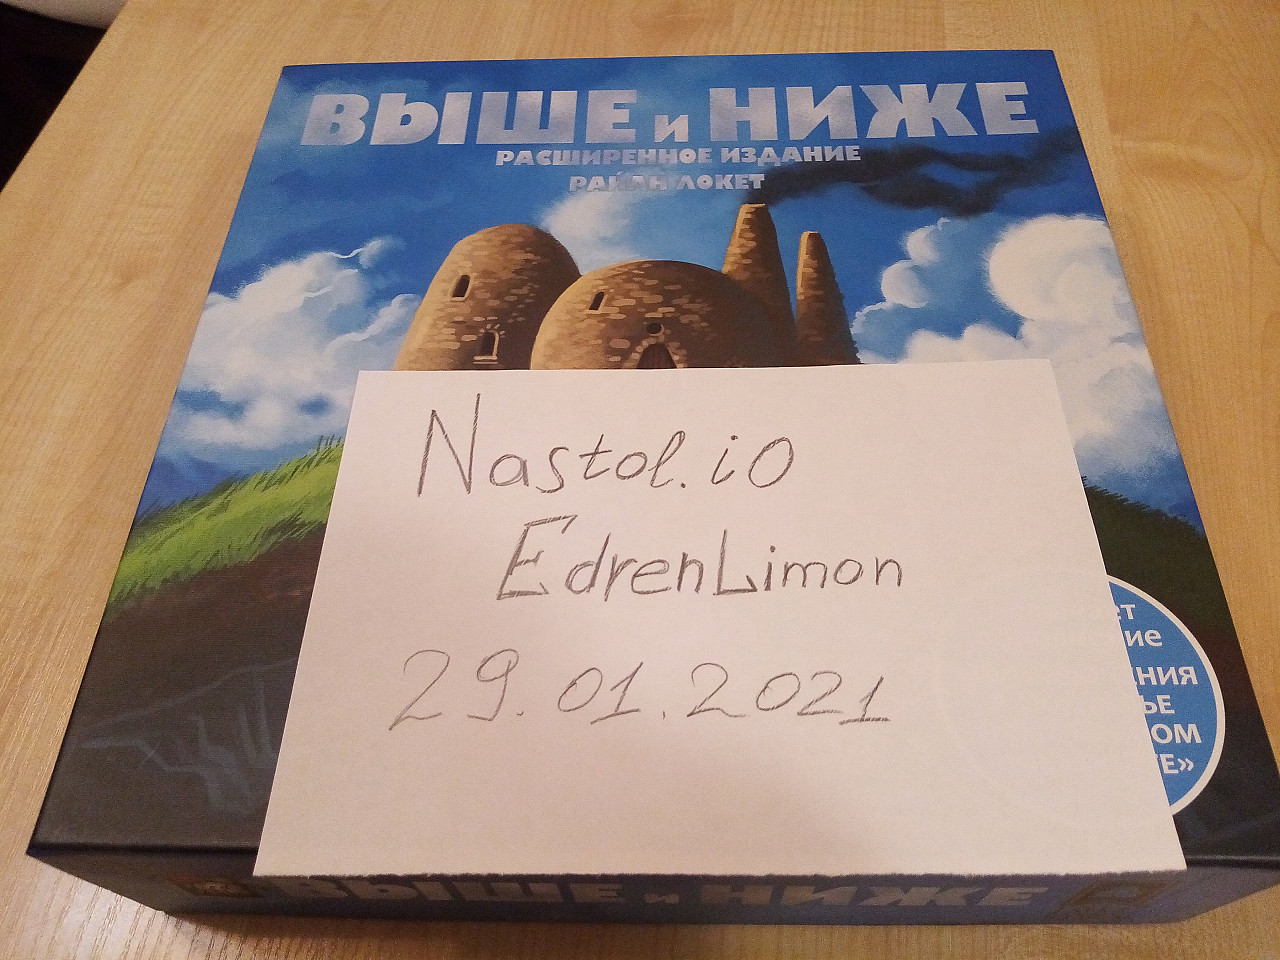 ВЫШЕ и НИЖЕ
РАСШИРЕННОЕ ИЗДАНИЕ
РАЙАН ЛОКЕТ
Nastol.io
EdrenLimon
29.01.2021
ВЫШЕ и НИЖЕ